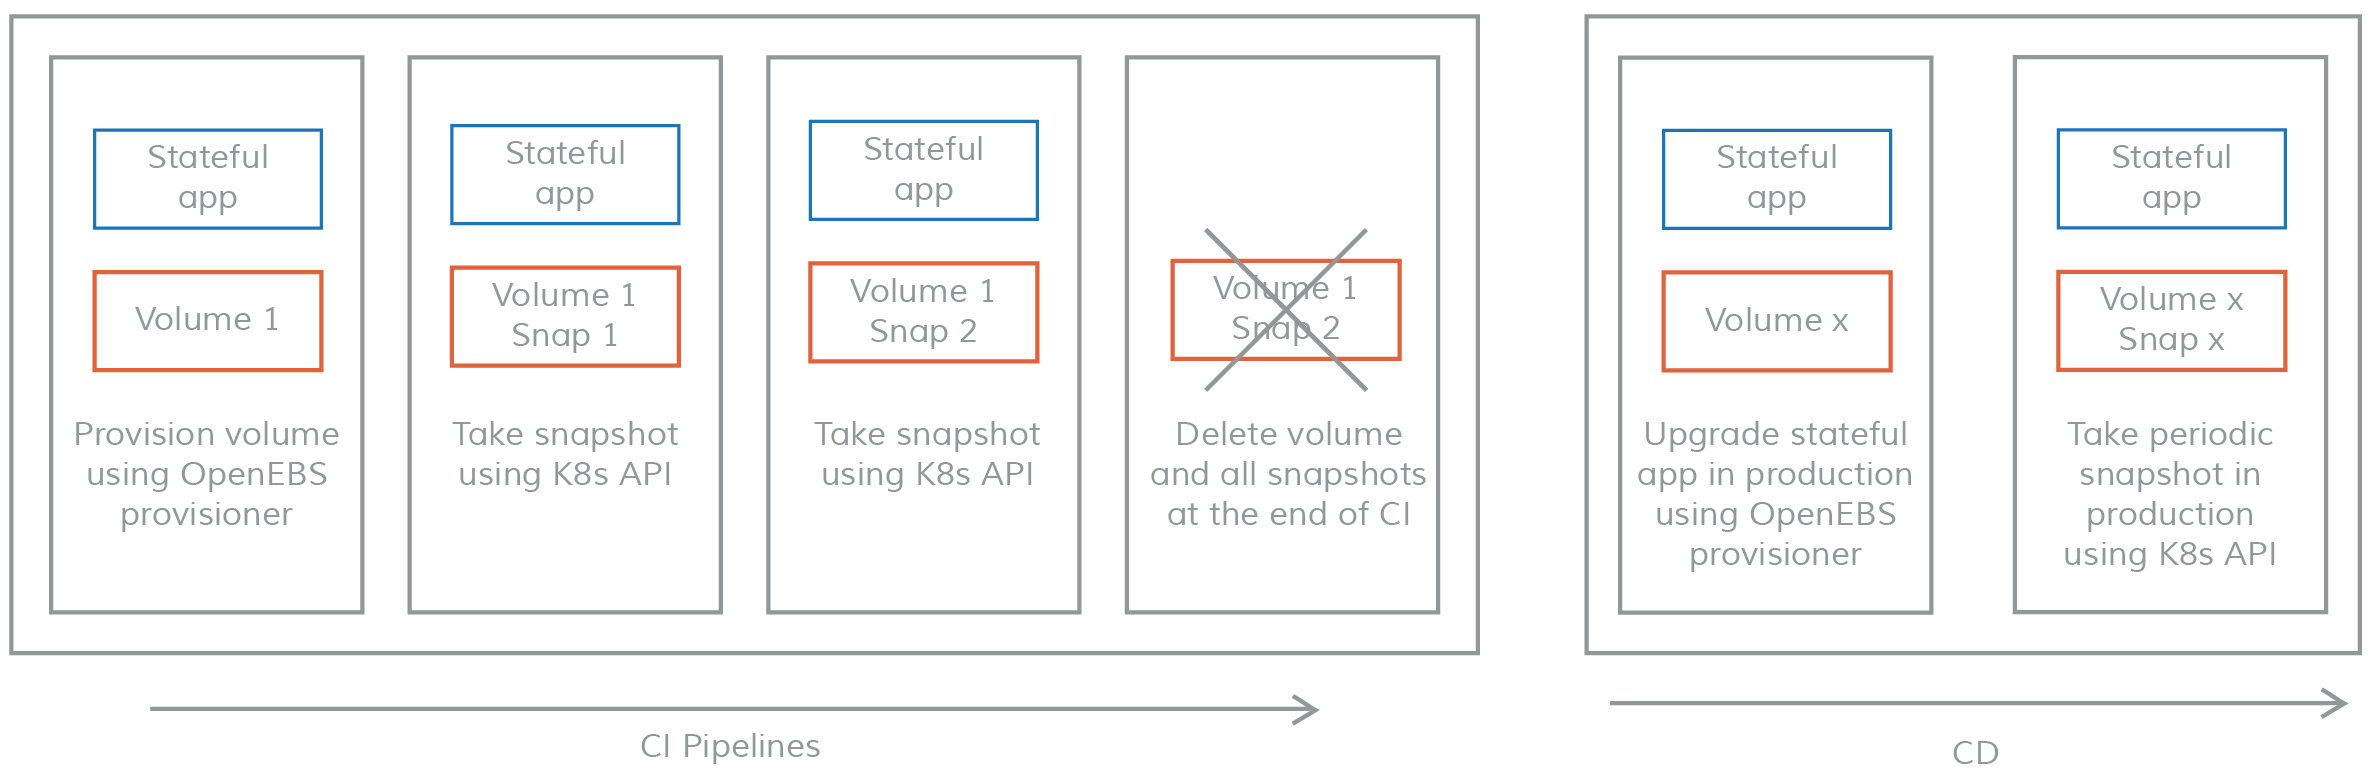 Stateful
app
Volume 1
Provision volume
using OpenEBS
provisioner
Stateful
app
Volume 1
Snap 1
Take snapshot
using K8s API
Stateful
app
Volume 1
Snap 2
Take snapshot
using K8s API
Volume 1
Snap 2
Delete volume
and all snapshots
at the end of CI
CI Pipelines
Stateful
app
Volume x
Upgrade stateful
app in production
using OpenEBS
provisioner
Stateful
app
Volume x
Snap x
Take periodic
snapshot in
production
using K8s API
CD